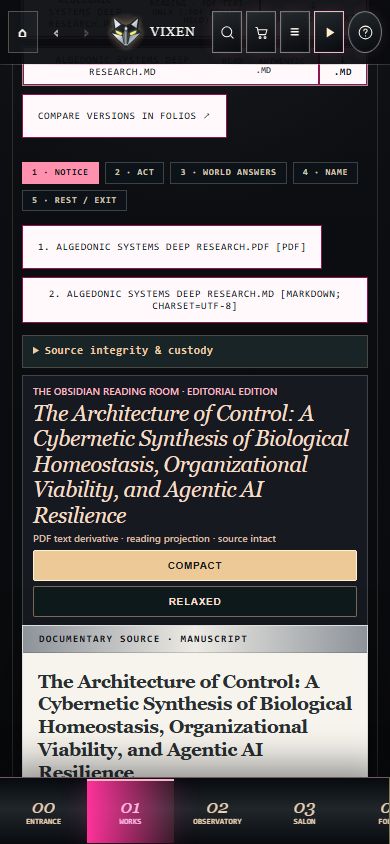 VIXEN
RESEARCH.MD
.MD
.MD
COMPARE VERSIONS IN FOLIOS ↗
1 · NOTICE
2 · ACT
3 · WORLD ANSWERS
4 · NAME
5 · REST / EXIT
1. ALGEDONIC SYSTEMS DEEP RESEARCH.PDF [PDF]
2. ALGEDONIC SYSTEMS DEEP RESEARCH.MD [MARKDOWN;
CHARSET=UTF-8]
▶ Source integrity & custody
THE OBSIDIAN READING ROOM · EDITORIAL EDITION
The Architecture of Control: A
Cybernetic Synthesis of Biological
Homeostasis, Organizational
Viability, and Agentic AI
Resilience
PDF text derivative · reading projection · source intact
COMPACT
RELAXED
DOCUMENTARY SOURCE · MANUSCRIPT
The Architecture of Control: A
Cybernetic Synthesis of Biological
Homeostasis, Organizational
Viability, and Agentic AI
Resilience
00
ENTRANCE
01
WORKS
02
OBSERVATORY
03
SALON